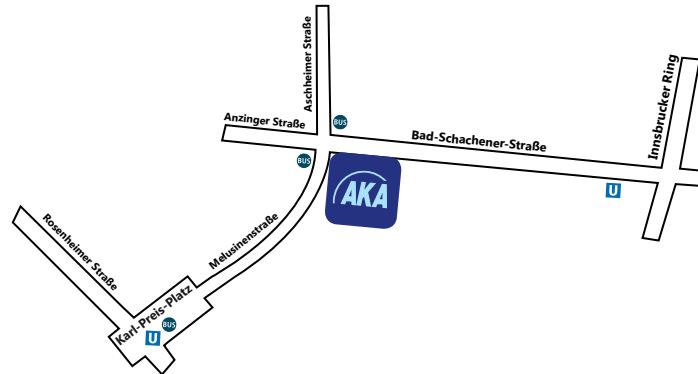 Aschheimer Straße
Innsbrucker Ring
Anzinger Straße
BUS
Bad-Schachener-Straße
BUS
AKA
U
Melusinenstraße
Rosenheimer Straße
Karl-Preis-Platz
BUS
U